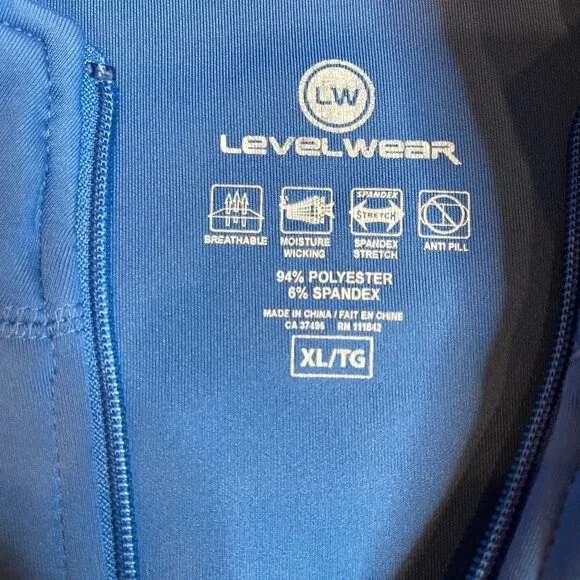 LW
LEVELWEAR
SPANDEX
STRETCH
BREATHABLE
MOISTURE
WICKING
SPANDEX
STRETCH
ANTI PILL
94% POLYESTER
6% SPANDEX
MADE IN CHINA / FAIT EN CHINE
CA 37496 RN 111642
XL/TG